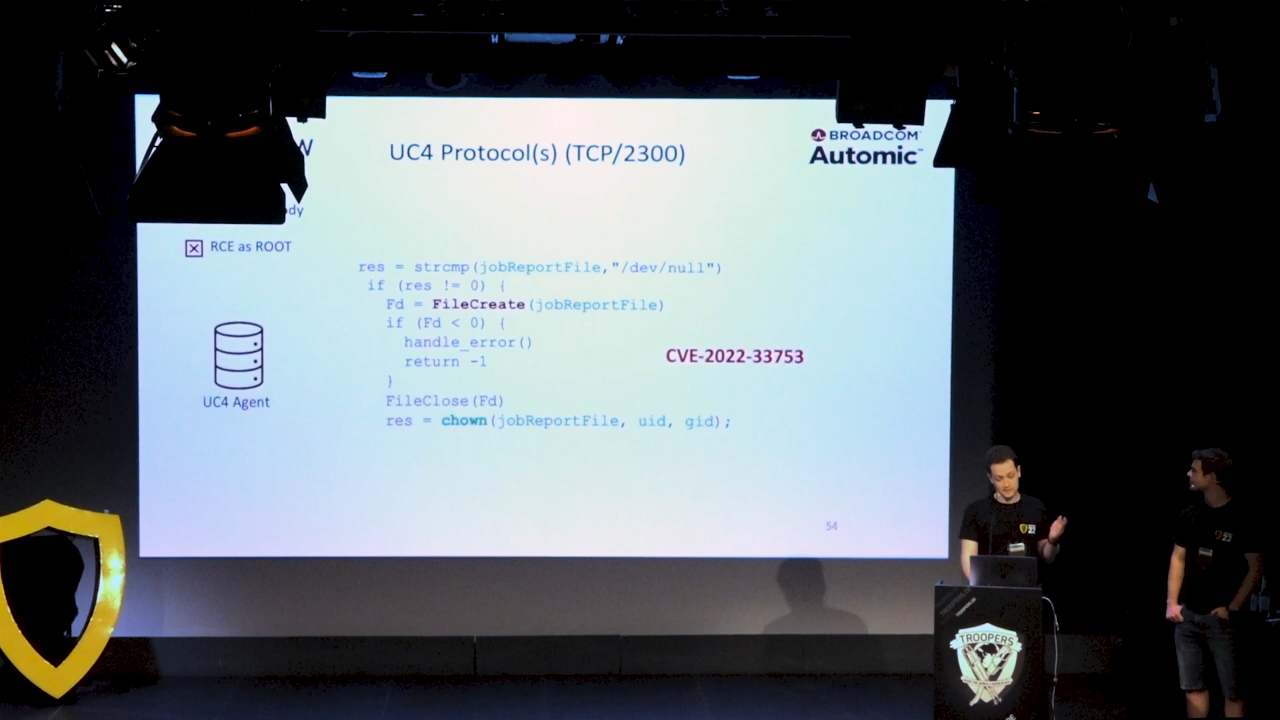 UC4 Protocol(s) (TCP/2300)
BROADCOM
Automic™
RCE as ROOT
res = strcmp(jobReportFile,"/dev/null")
if (res != 0) {
Fd = FileCreate(jobReportFile)
if (Fd < 0) {
handle_error()
return -1
}
FileClose(Fd)
res = chown(jobReportFile, uid, gid);
CVE-2022-33753
UC4 Agent
54
TROOPERS